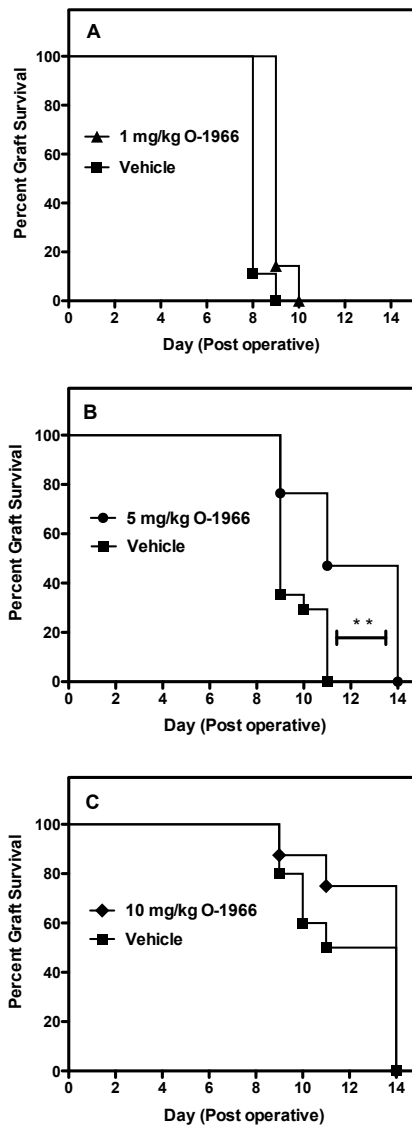 A
100
80
60
40
20
0
Percent Graft Survival
1 mg/kg O-1966
Vehicle
0 2 4 6 8 10 12 14
Day (Post operative)
B
100
80
60
40
20
0
Percent Graft Survival
5 mg/kg O-1966
Vehicle
* *
0 2 4 6 8 10 12 14
Day (Post operative)
C
100
80
60
40
20
0
Percent Graft Survival
10 mg/kg O-1966
Vehicle
0 2 4 6 8 10 12 14
Day (Post operative)